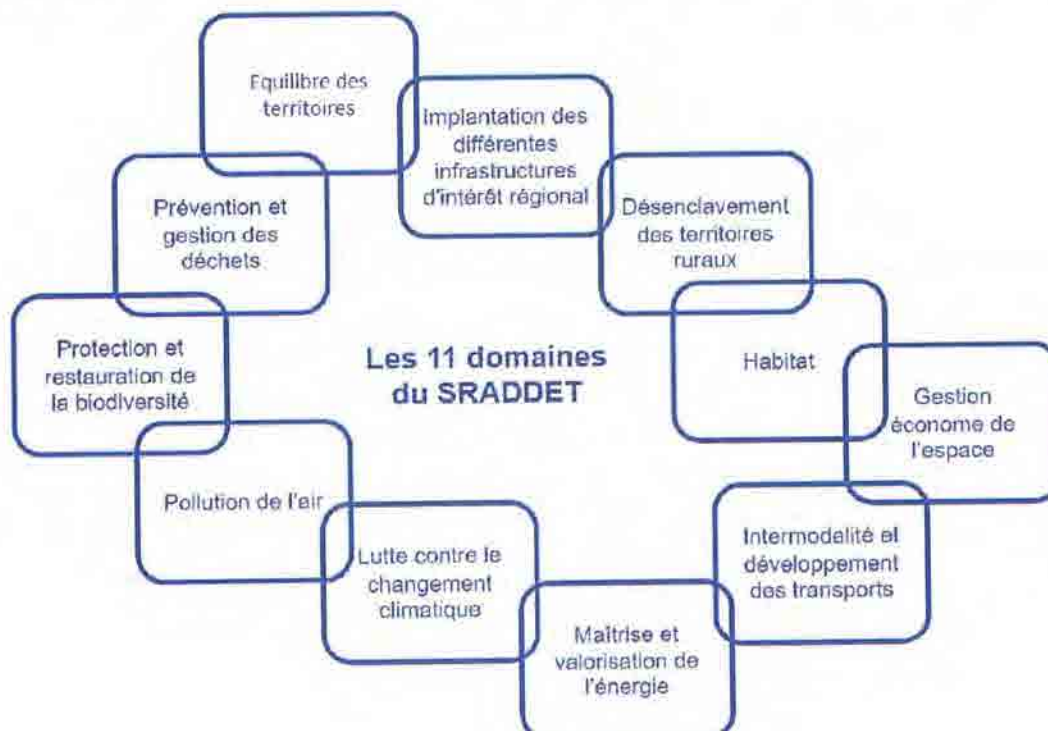 Equilibre des
territoires
Implantation des
différentes
infrastructures
d'intérêt régional
Désenclavement
des territoires
ruraux
Habitat
Gestion
économe de
l'espace
Intermodalité et
développement
des transports
Maîtrise et
valorisation de
l'énergie
Lutte contre le
changement
climatique
Pollution de l'air
Protection et
restauration de
la biodiversité
Prévention et
gestion des
déchets
Les 11 domaines
du SRADDET